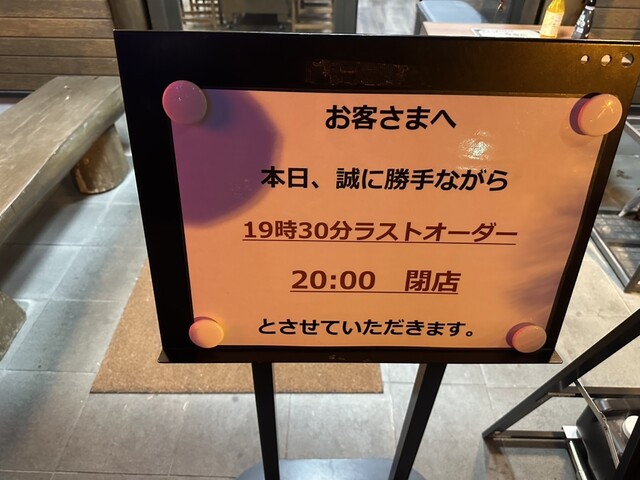 お客さまへ
本日、誠に勝手ながら
19時30分ラストオーダー
20:00　閉店
とさせていただきます。